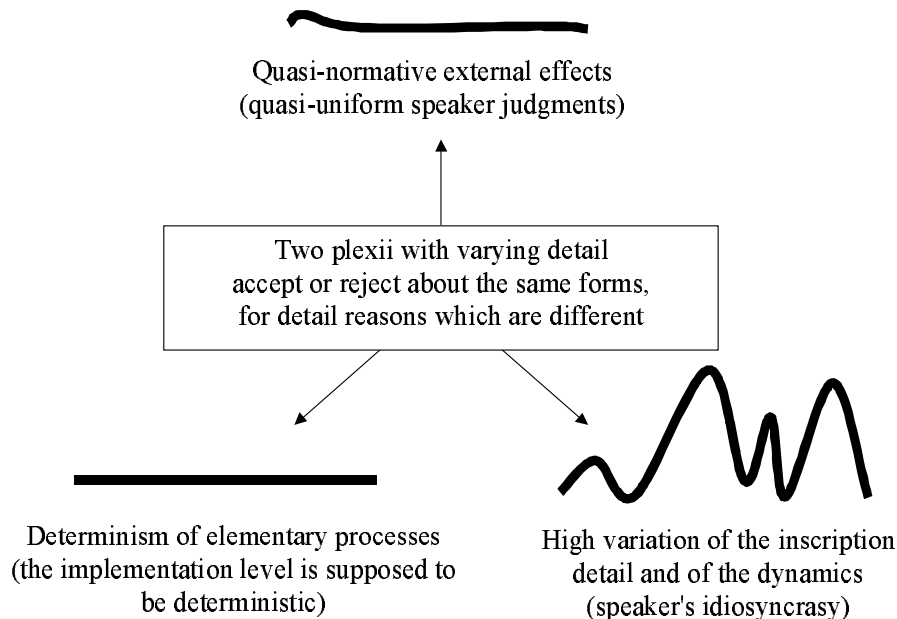 Quasi-normative external effects
(quasi-uniform speaker judgments)
Two plexii with varying detail
accept or reject about the same forms,
for detail reasons which are different
Determinism of elementary processes
(the implementation level is supposed to
be deterministic)
High variation of the inscription
detail and of the dynamics
(speaker's idiosyncrasy)